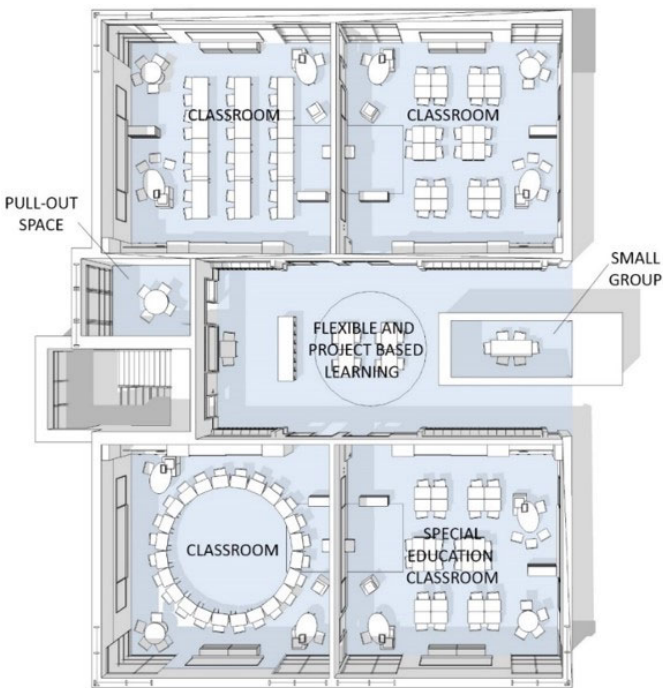 CLASSROOM
CLASSROOM
PULL-OUT
SPACE
SMALL
GROUP
FLEXIBLE AND
PROJECT BASED
LEARNING
CLASSROOM
SPECIAL
EDUCATION
CLASSROOM